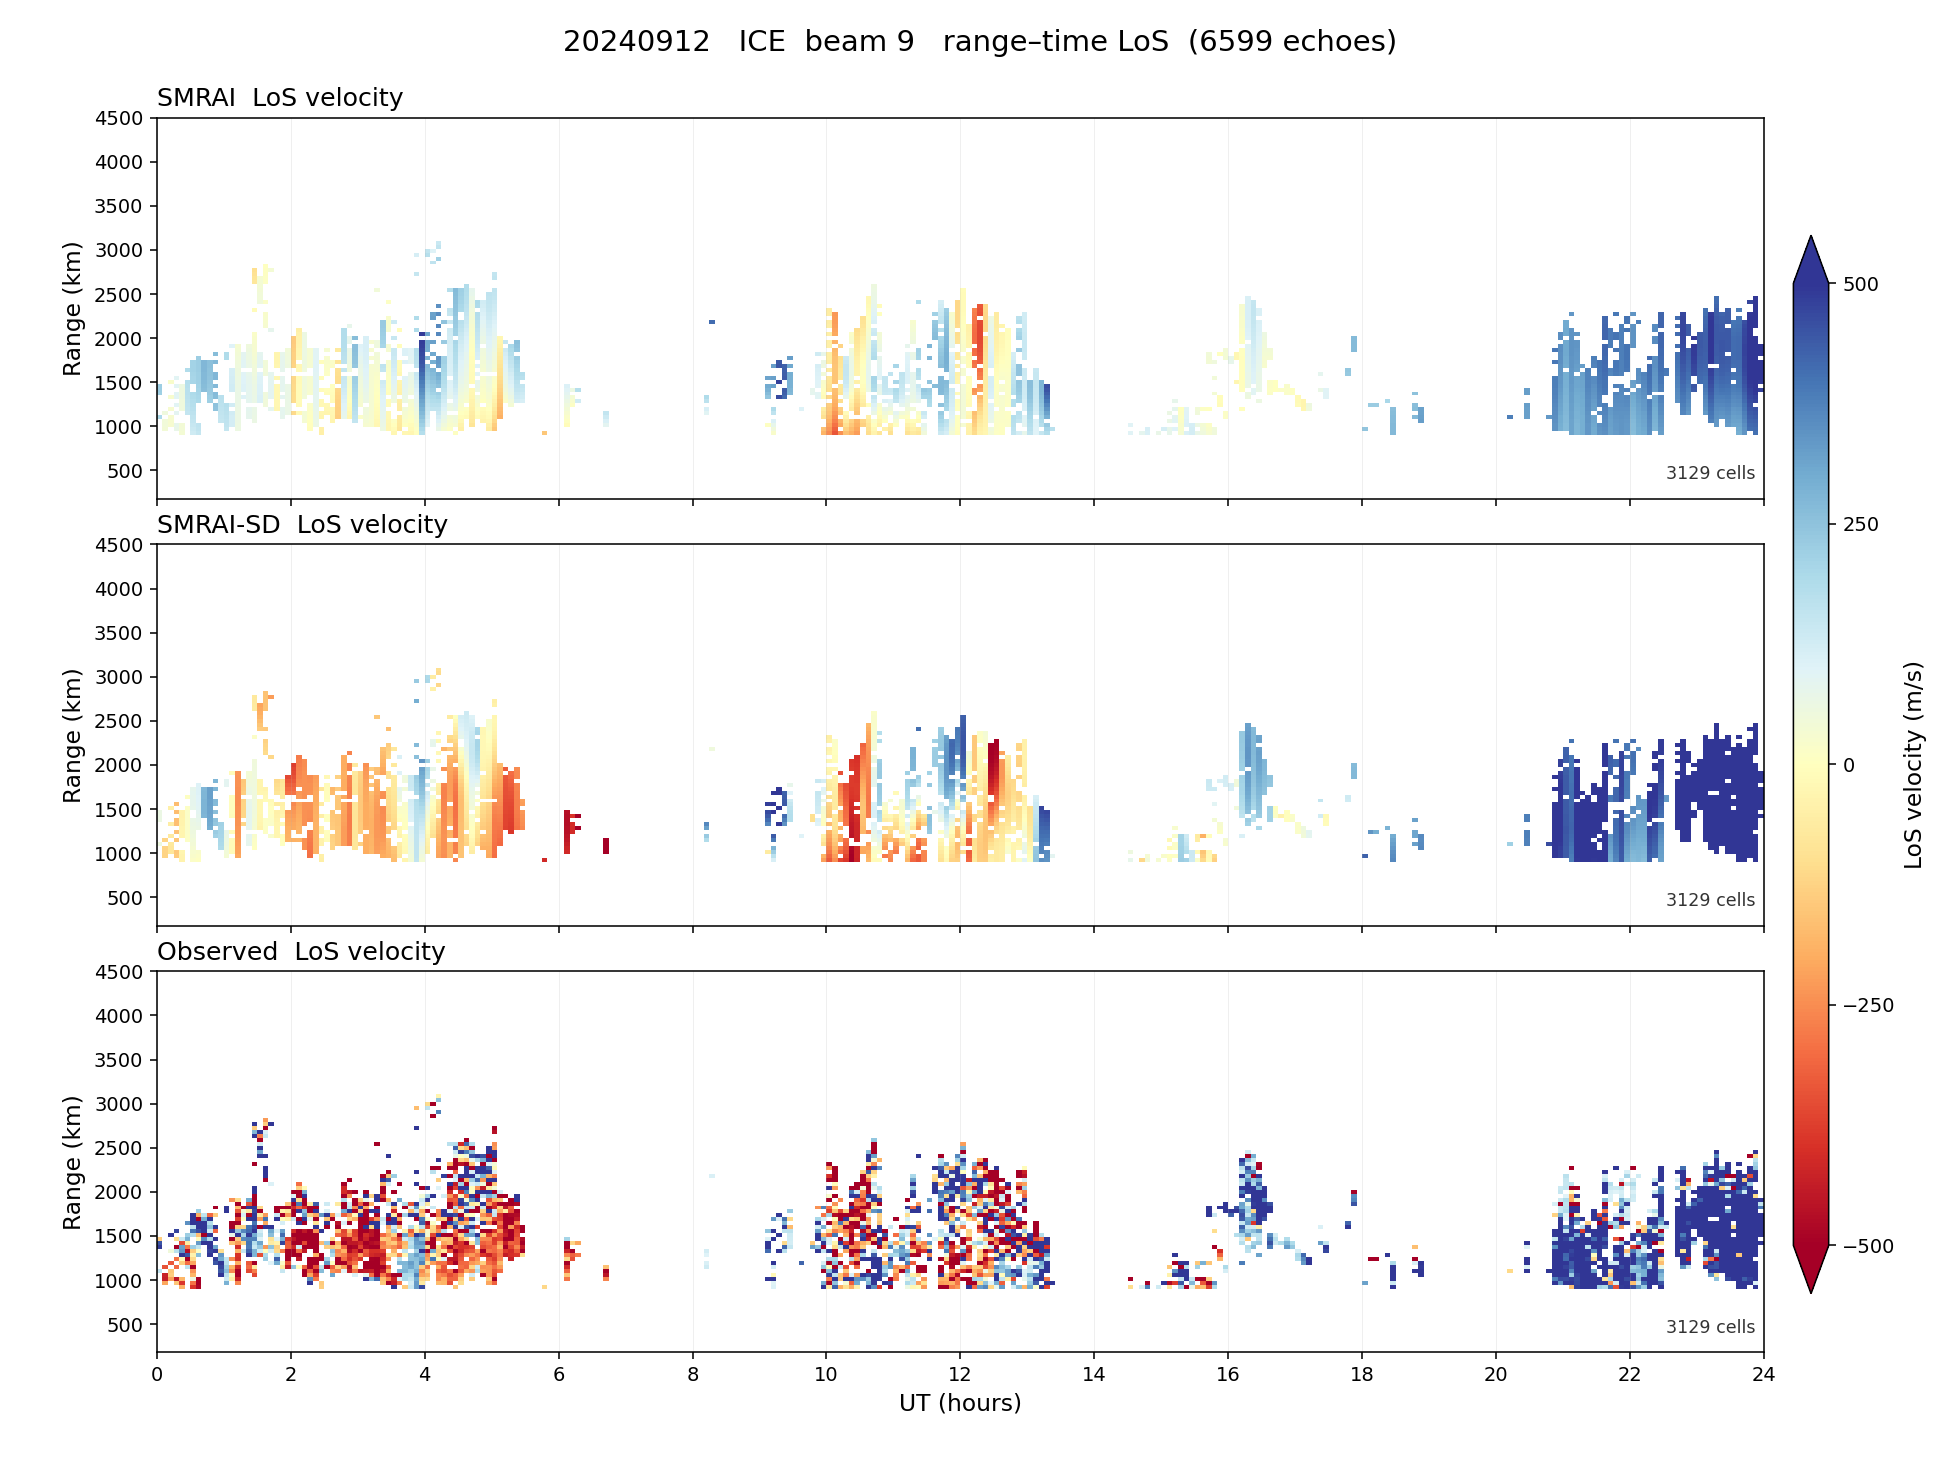 20240912   ICE  beam 9   range–time LoS  (6599 echoes)
SMRAI  LoS velocity
4500
4000
3500
3000
2500
2000
1500
1000
500
Range (km)
3129 cells
SMRAI-SD  LoS velocity
4500
4000
3500
3000
2500
2000
1500
1000
500
Range (km)
3129 cells
Observed  LoS velocity
4500
4000
3500
3000
2500
2000
1500
1000
500
Range (km)
3129 cells
0 2 4 6 8 10 12 14 16 18 20 22 24
UT (hours)
500
250
0
−250
−500
LoS velocity (m/s)